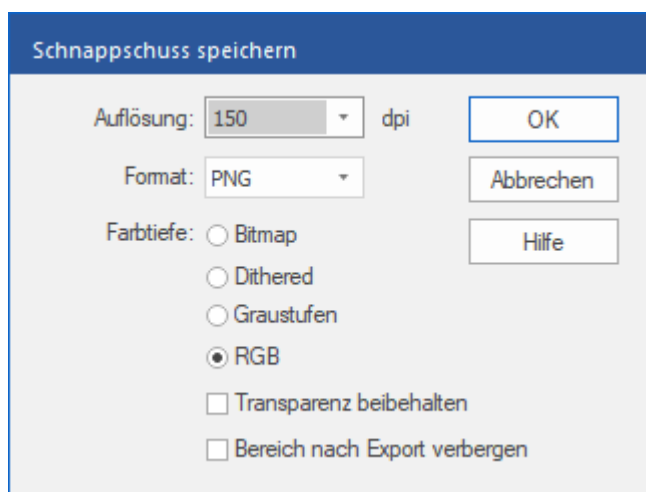 Schnappschuss speichern
Auflösung: 150 dpi OK
Format: PNG Abbrechen
Farbtiefe: Bitmap Hilfe
Dithered
Graustufen
RGB
Transparenz beibehalten
Bereich nach Export verbergen